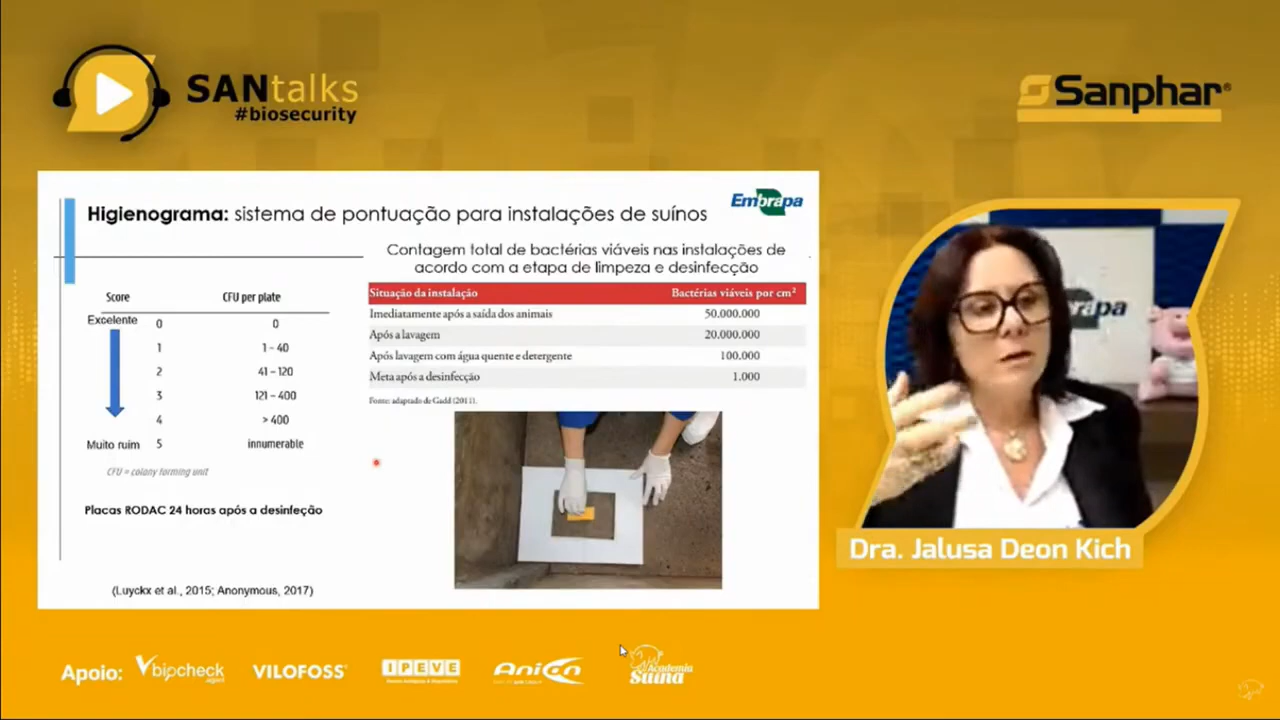 SANtalks
#biosecurity
Sanphar®
Higienograma: sistema de pontuação para instalações de suínos
Embrapa
Contagem total de bactérias viáveis nas instalações de
acordo com a etapa de limpeza e desinfecção
Score CFU per plate
Excelente 0 0
1 1 – 40
2 41 – 120
3 121 – 400
4 > 400
Muito ruim 5 innumerable
CFU = colony forming unit
Placas RODAC 24 horas após a desinfeção
(Luyckx et al., 2015; Anonymous, 2017)
Situação da instalação Bactérias viáveis por cm²
Imediatamente após a saída dos animais 50.000.000
Após a lavagem 20.000.000
Após lavagem com água quente e detergente 100.000
Meta após a desinfecção 1.000
Fonte: adaptado de Gadd (2011).
Dra. Jalusa Deon Kich
Apoio: biocheck VILOFOSS IPEVE AniCon Academia Suína